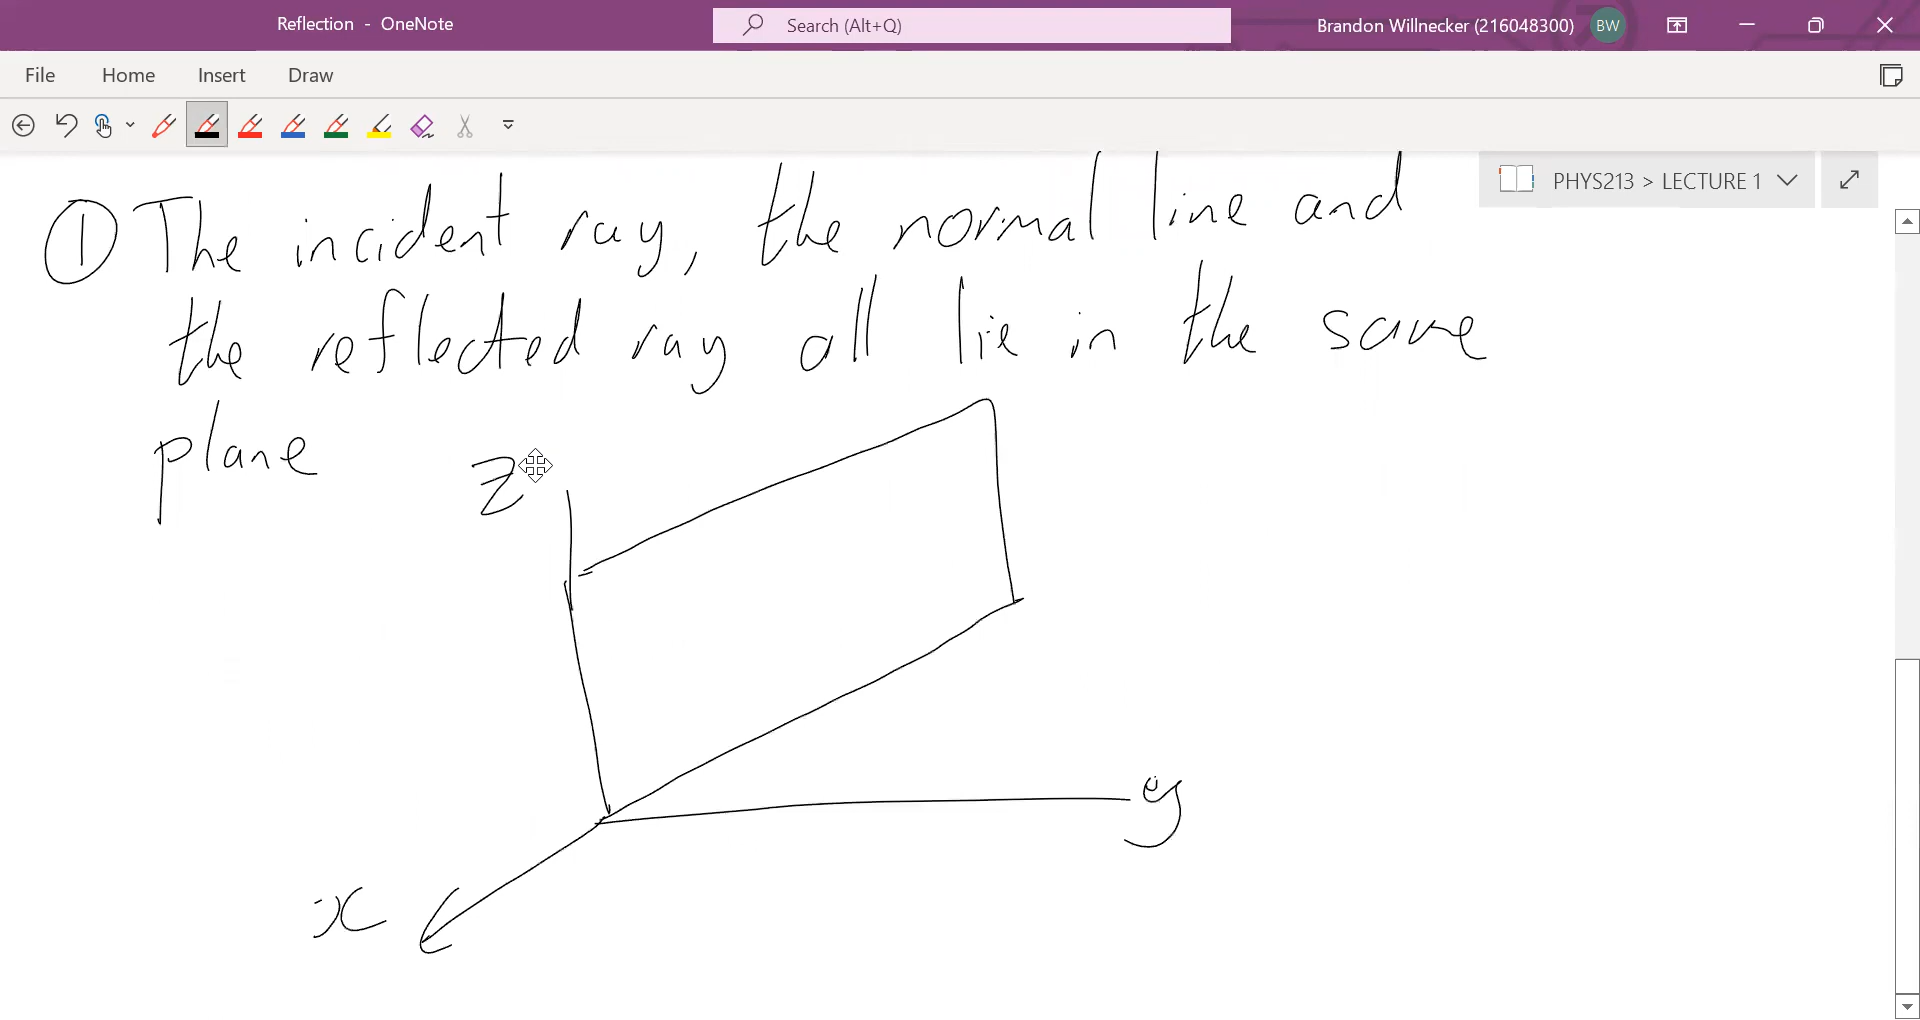 Reflection - OneNote
Search (Alt+Q)
Brandon Willnecker (216048300)
BW
File Home Insert Draw
PHYS213 > LECTURE 1
① The incident ray, the normal line and
the reflected ray all lie in the same
plane
z
y
x